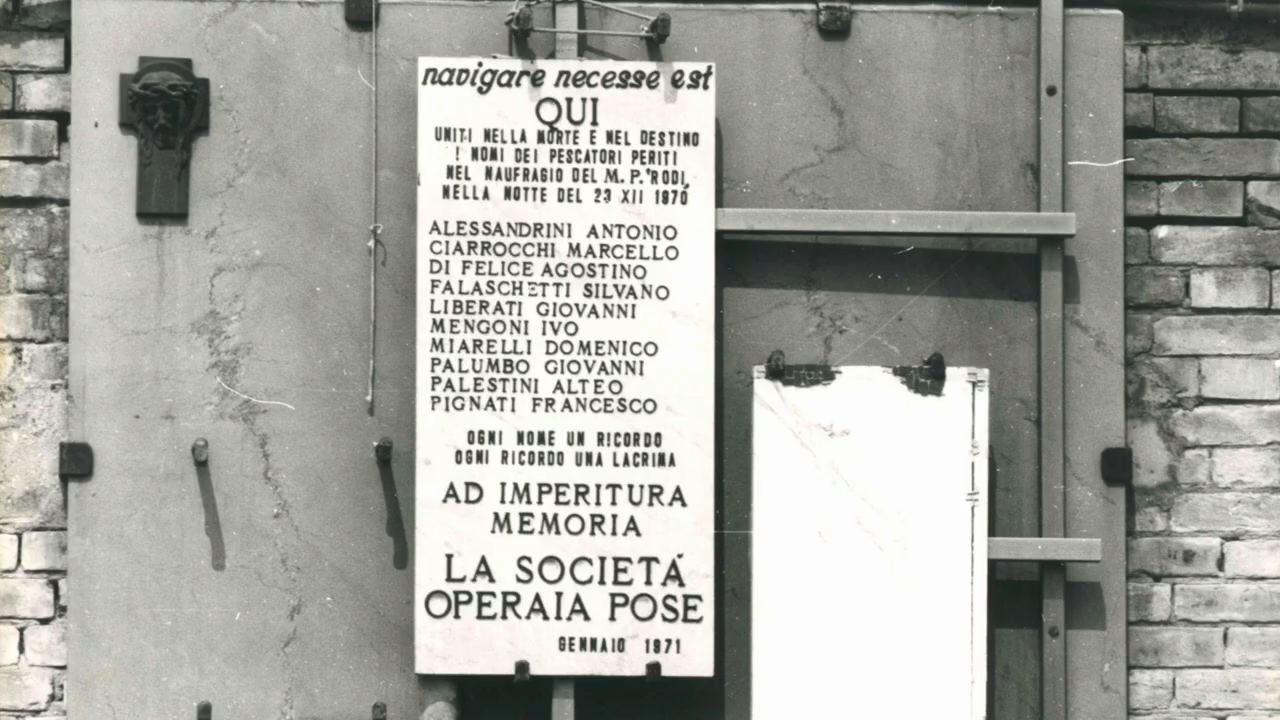 navigare necesse est
QUI
UNITI NELLA MORTE E NEL DESTINO
I NOMI DEI PESCATORI PERITI
NEL NAUFRAGIO DEL M. P. "RODI,
NELLA NOTTE DEL 23 XII 1970
ALESSANDRINI ANTONIO
CIARROCCHI MARCELLO
DI FELICE AGOSTINO
FALASCHETTI SILVANO
LIBERATI GIOVANNI
MENGONI IVO
MIARELLI DOMENICO
PALUMBO GIOVANNI
PALESTINI ALTEO
PIGNATI FRANCESCO
OGNI NOME UN RICORDO
OGNI RICORDO UNA LACRIMA
AD IMPERITURA
MEMORIA
LA SOCIETÁ
OPERAIA POSE
GENNAIO 1971